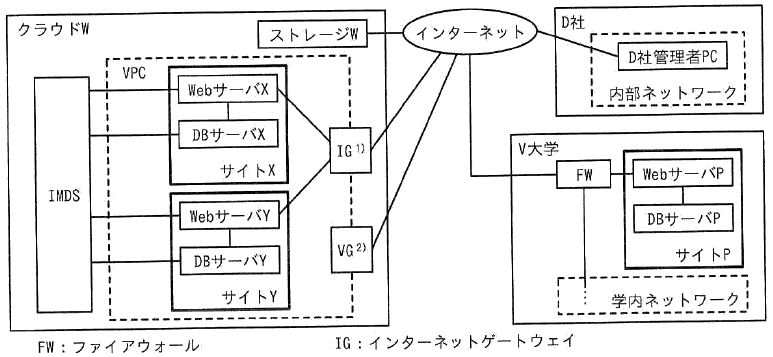 クラウドW
ストレージW
インターネット
D社
D社管理者PC
内部ネットワーク
VPC
WebサーバX
DBサーバX
サイトX
IG1)
IMDS
WebサーバY
DBサーバY
サイトY
VG2)
V大学
FW
WebサーバP
DBサーバP
サイトP
学内ネットワーク
FW：ファイアウォール
IG：インターネットゲートウェイ